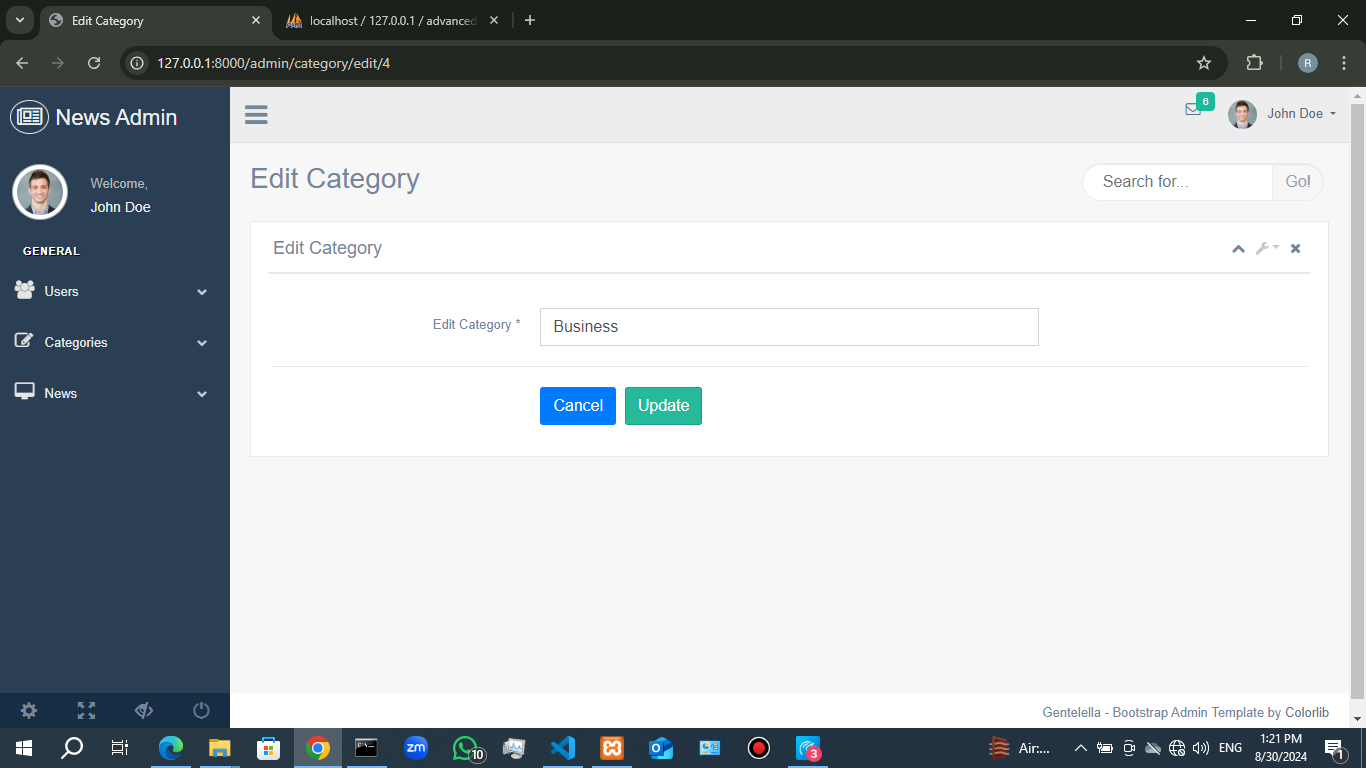 Edit Category
localhost / 127.0.0.1 / advanced
127.0.0.1:8000/admin/category/edit/4
R
News Admin
6
John Doe
Welcome,
John Doe
GENERAL
Users
Categories
News
Edit Category
Search for...
Go!
Edit Category
Edit Category *
Business
Cancel
Update
Gentelella - Bootstrap Admin Template by Colorlib
zm
10
3
Air:...
ENG
1:21 PM
8/30/2024
1